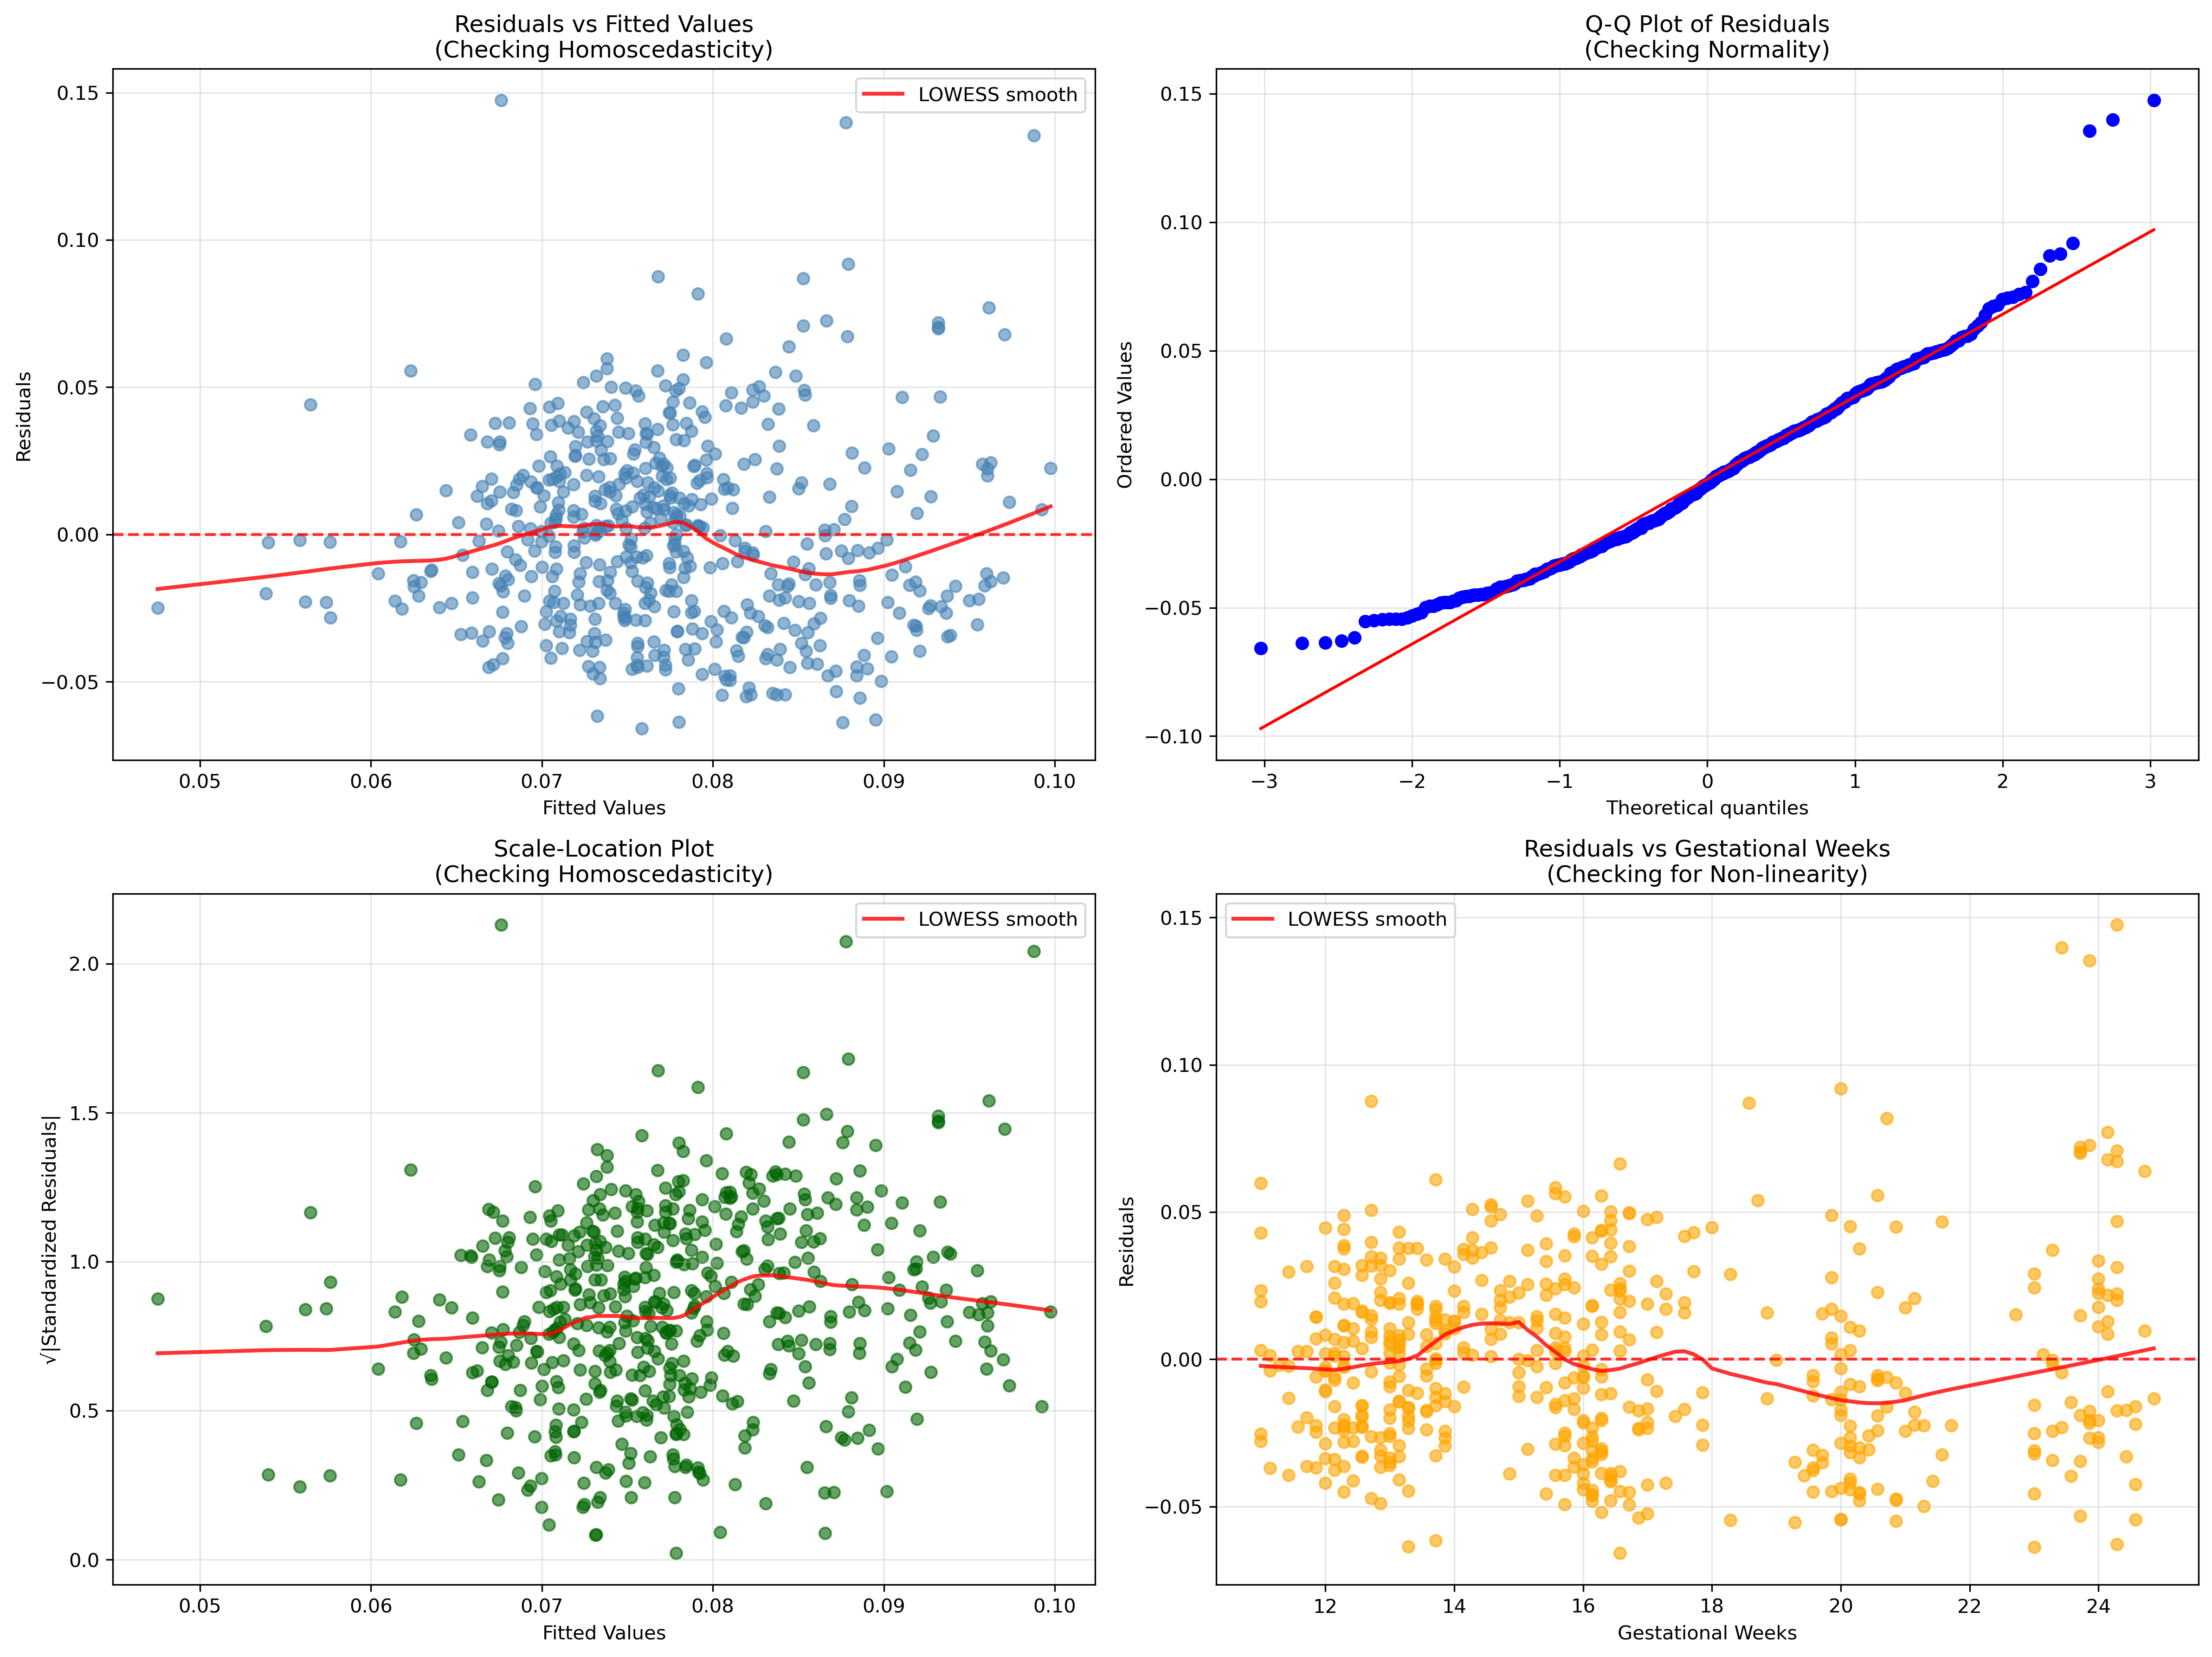 Residuals vs Fitted Values
(Checking Homoscedasticity)
LOWESS smooth
0.15
0.10
0.05
0.00
−0.05
Residuals
0.05
0.06
0.07
0.08
0.09
0.10
Fitted Values
Q-Q Plot of Residuals
(Checking Normality)
0.15
0.10
0.05
0.00
−0.05
−0.10
Ordered Values
−3
−2
−1
0
1
2
3
Theoretical quantiles
Scale-Location Plot
(Checking Homoscedasticity)
LOWESS smooth
2.0
1.5
1.0
0.5
0.0
√|Standardized Residuals|
0.05
0.06
0.07
0.08
0.09
0.10
Fitted Values
Residuals vs Gestational Weeks
(Checking for Non-linearity)
LOWESS smooth
0.15
0.10
0.05
0.00
−0.05
Residuals
12
14
16
18
20
22
24
Gestational Weeks